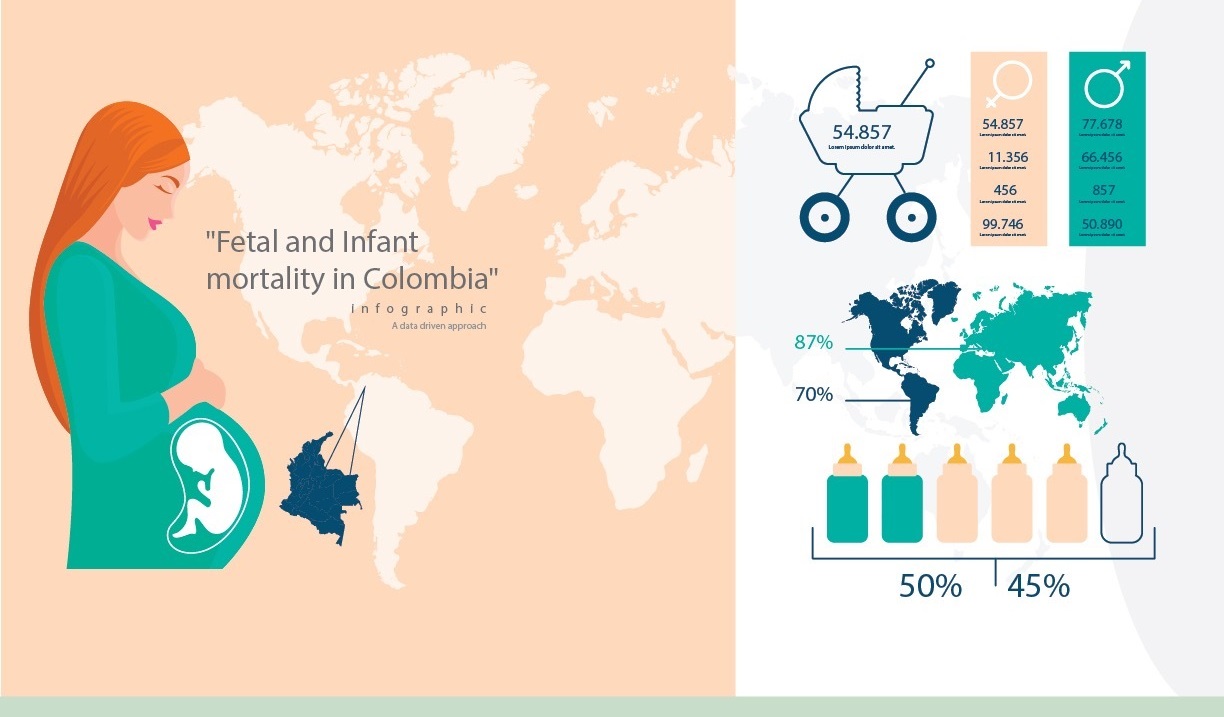 "Fetal and Infant
mortality in Colombia"
infographic
A data driven approach
54.857
Lorem ipsum dolor sit amet.
54.857
Lorem ipsum dolor sit amet.
11.356
Lorem ipsum dolor sit amet.
456
Lorem ipsum dolor sit amet.
99.746
Lorem ipsum dolor sit amet.
77.678
Lorem ipsum dolor sit amet.
66.456
Lorem ipsum dolor sit amet.
857
Lorem ipsum dolor sit amet.
50.890
Lorem ipsum dolor sit amet.
87%
70%
50% 45%